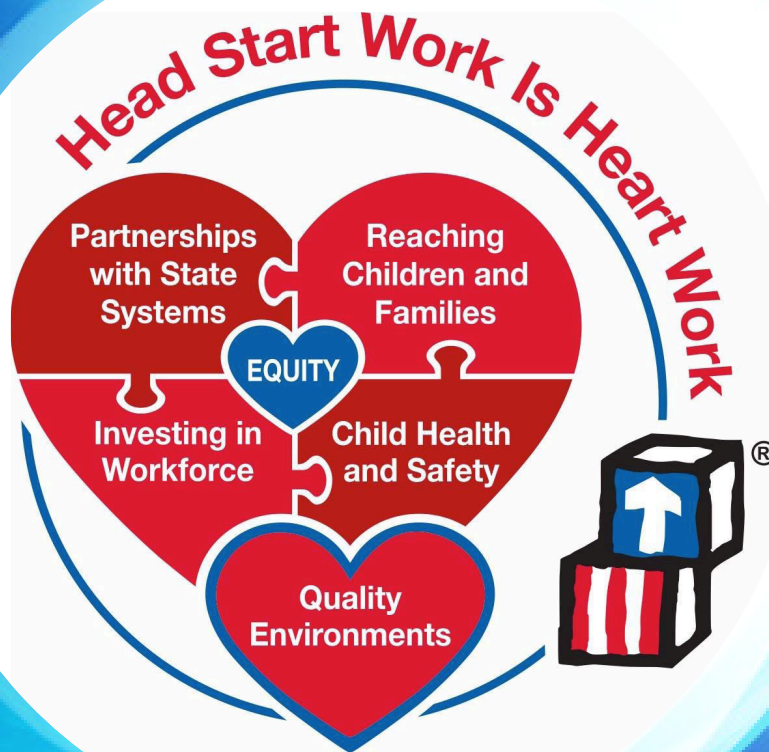 Head Start Work Is Heart Work
Partnerships
with State
Systems
Reaching
Children and
Families
EQUITY
Investing in
Workforce
Child Health
and Safety
®
Quality
Environments